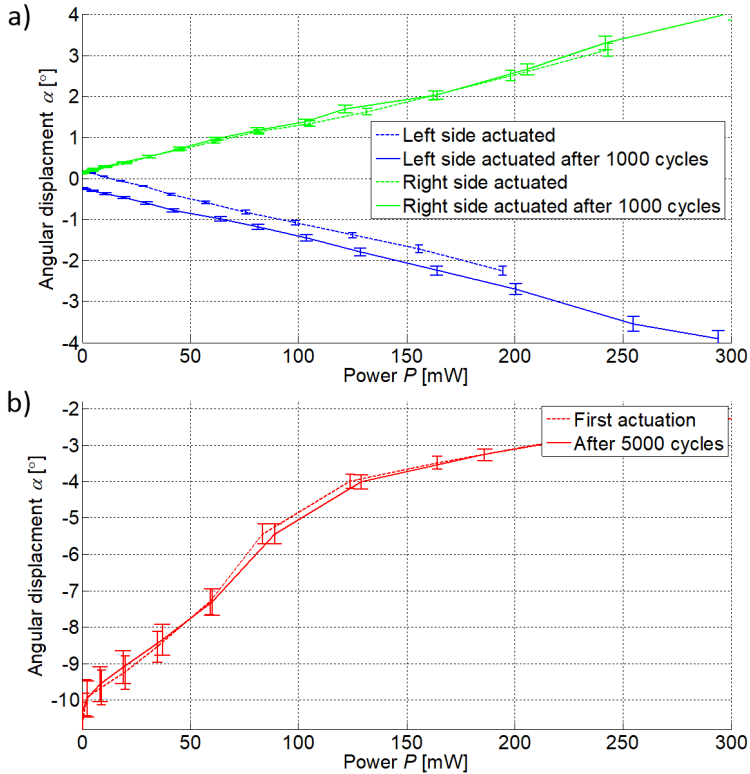 a)
4
3
2
1
0
-1
-2
-3
-4
Angular displacment α [°]
Left side actuated
Left side actuated after 1000 cycles
Right side actuated
Right side actuated after 1000 cycles
0 50 100 150 200 250 300
Power P [mW]
b)
-2
-3
-4
-5
-6
-7
-8
-9
-10
Angular displacment α [°]
First actuation
After 5000 cycles
0 50 100 150 200 250 300
Power P [mW]